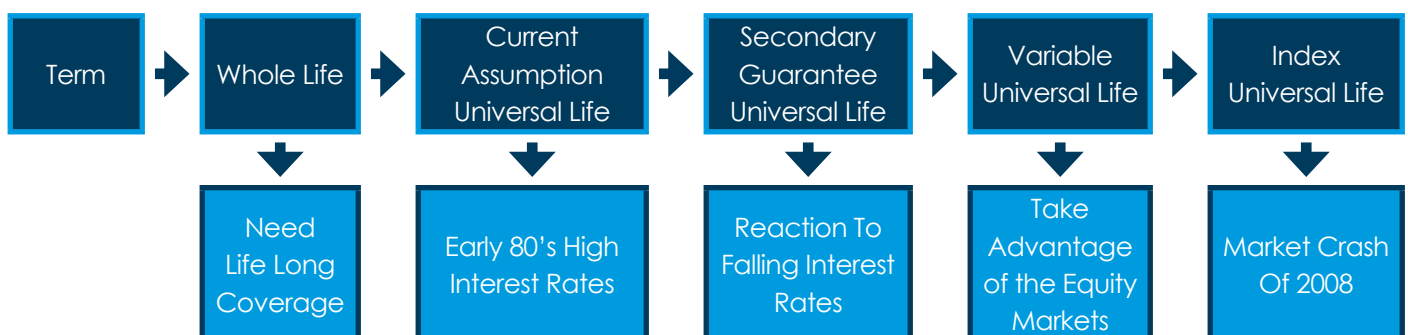 Term
Whole Life
Current
Assumption
Universal Life
Secondary
Guarantee
Universal Life
Variable
Universal Life
Index
Universal Life
Need
Life Long
Coverage
Early 80’s High
Interest Rates
Reaction To
Falling Interest
Rates
Take
Advantage
of the Equity
Markets
Market Crash
Of 2008